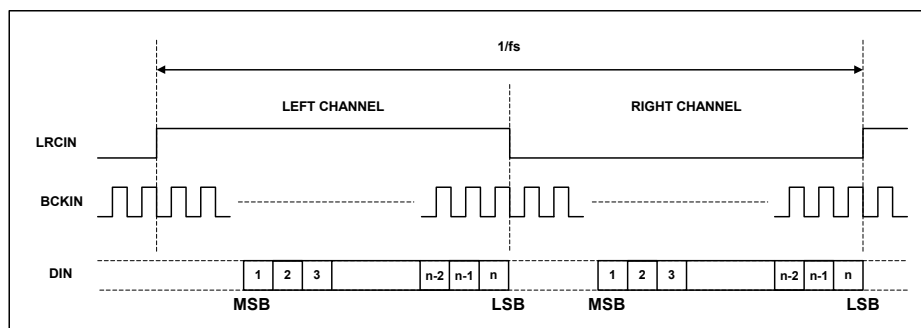 1/fs
LEFT CHANNEL RIGHT CHANNEL
LRCIN
BCKIN
DIN 1 2 3 n-2 n-1 n 1 2 3 n-2 n-1 n
MSB LSB MSB LSB